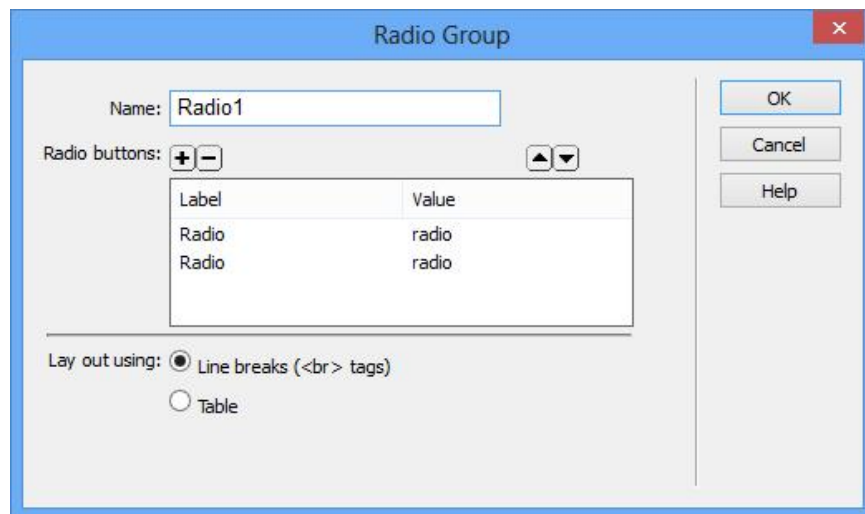 Radio Group
Name: Radio1
OK
Radio buttons:
Cancel
Help
Label Value
Radio radio
Radio radio
Lay out using: Line breaks (<br> tags)
Table